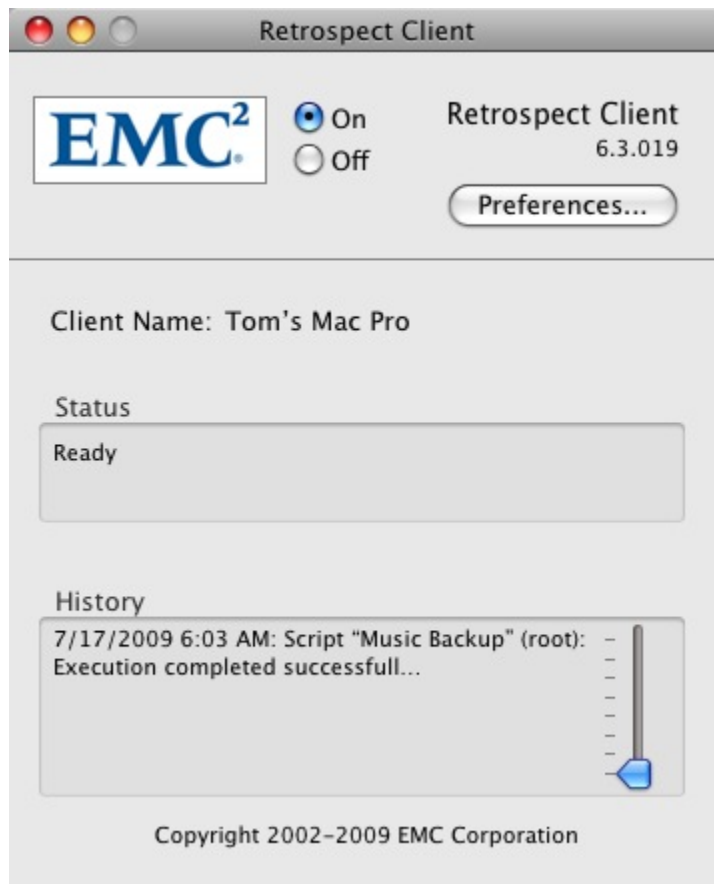 Retrospect Client
EMC²
On
Off
Retrospect Client
6.3.019
Preferences...
Client Name: Tom’s Mac Pro
Status
Ready
History
7/17/2009 6:03 AM: Script “Music Backup” (root):
Execution completed successfull...
Copyright 2002–2009 EMC Corporation